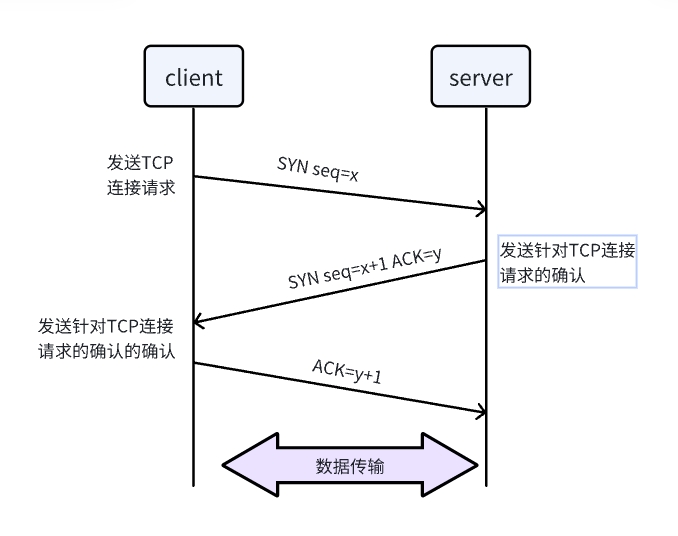 client
server
发送TCP
连接请求
SYN seq=x
SYN seq=x+1 ACK=y
发送针对TCP连接
请求的确认
发送针对TCP连接
请求的确认的确认
ACK=y+1
数据传输